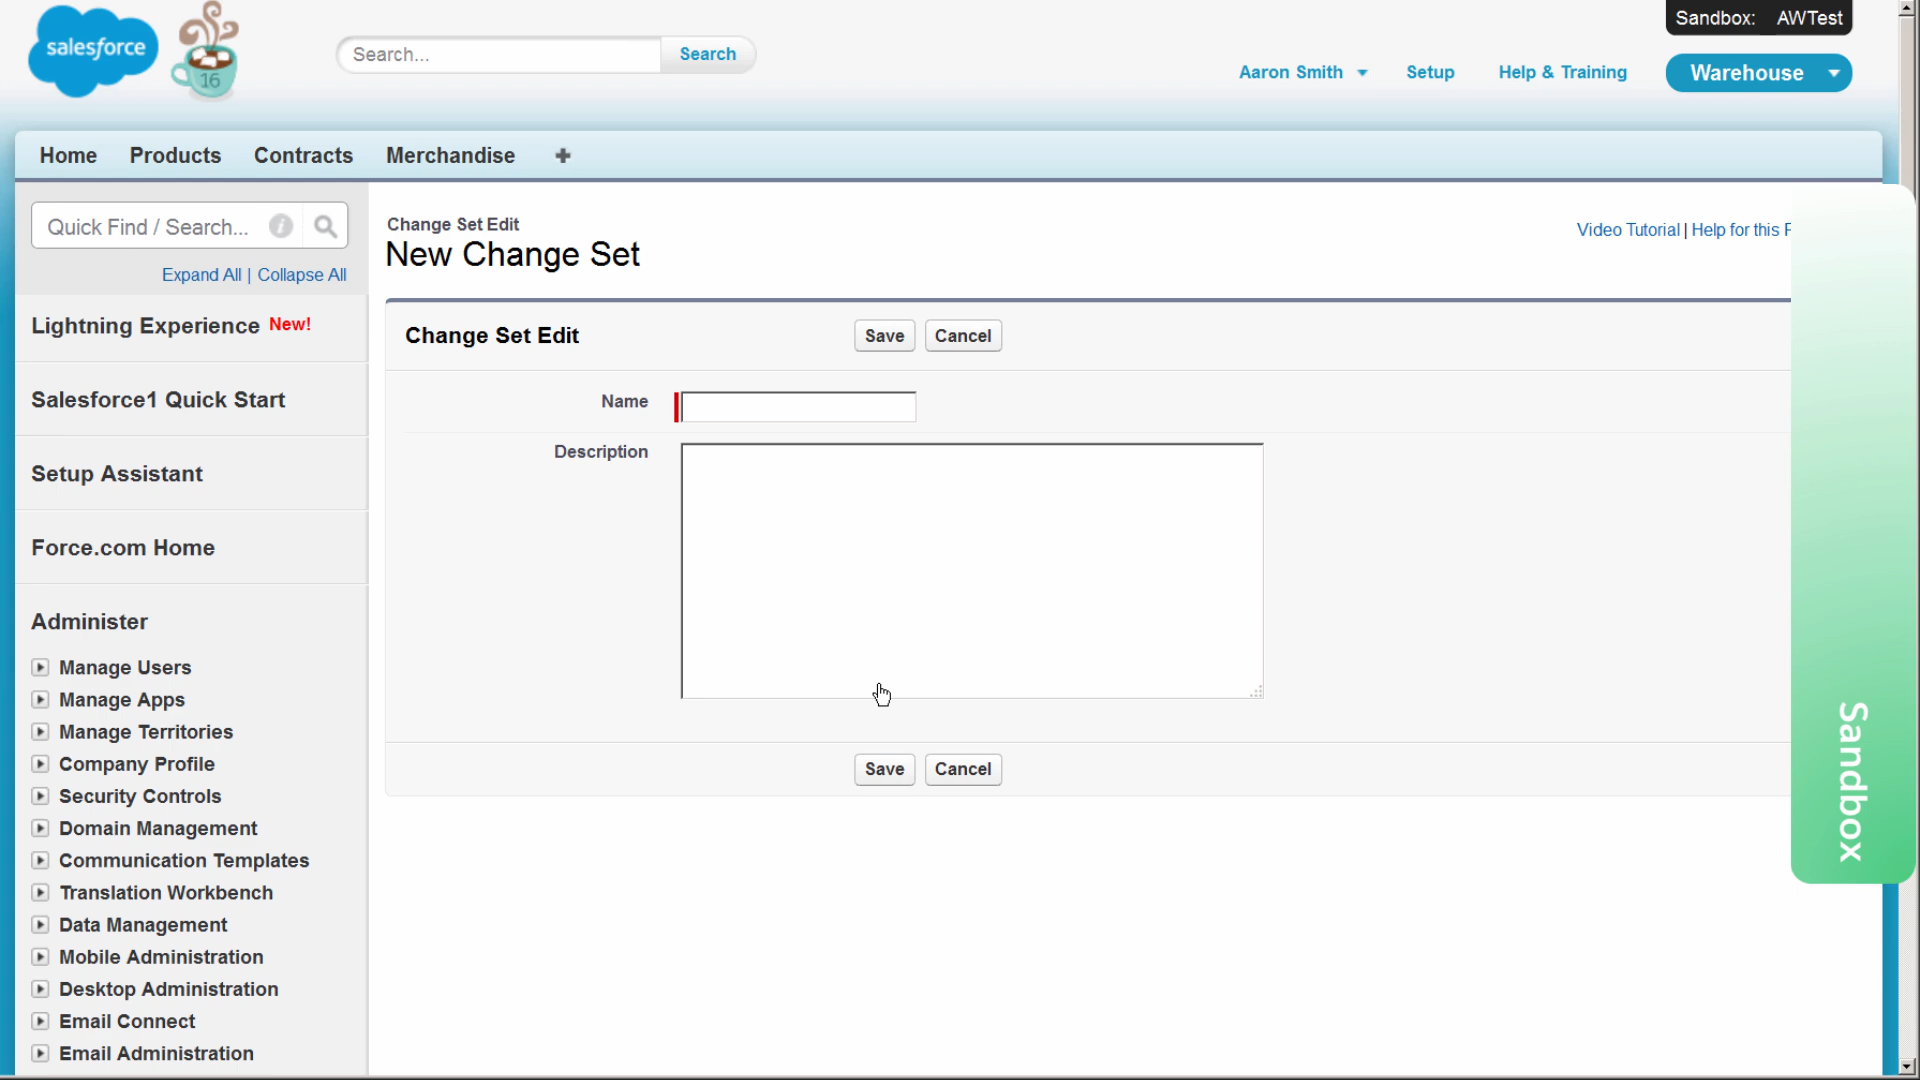 salesforce
16
Search...
Search
Sandbox: AWTest
Aaron Smith
Setup
Help & Training
Warehouse
Home
Products
Contracts
Merchandise
Quick Find / Search...
Expand All | Collapse All
Lightning Experience New!
Salesforce1 Quick Start
Setup Assistant
Force.com Home
Administer
Manage Users
Manage Apps
Manage Territories
Company Profile
Security Controls
Domain Management
Communication Templates
Translation Workbench
Data Management
Mobile Administration
Desktop Administration
Email Connect
Email Administration
Change Set Edit
New Change Set
Video Tutorial | Help for this
Change Set Edit
Save
Cancel
Name
Description
Save
Cancel
Sandbox